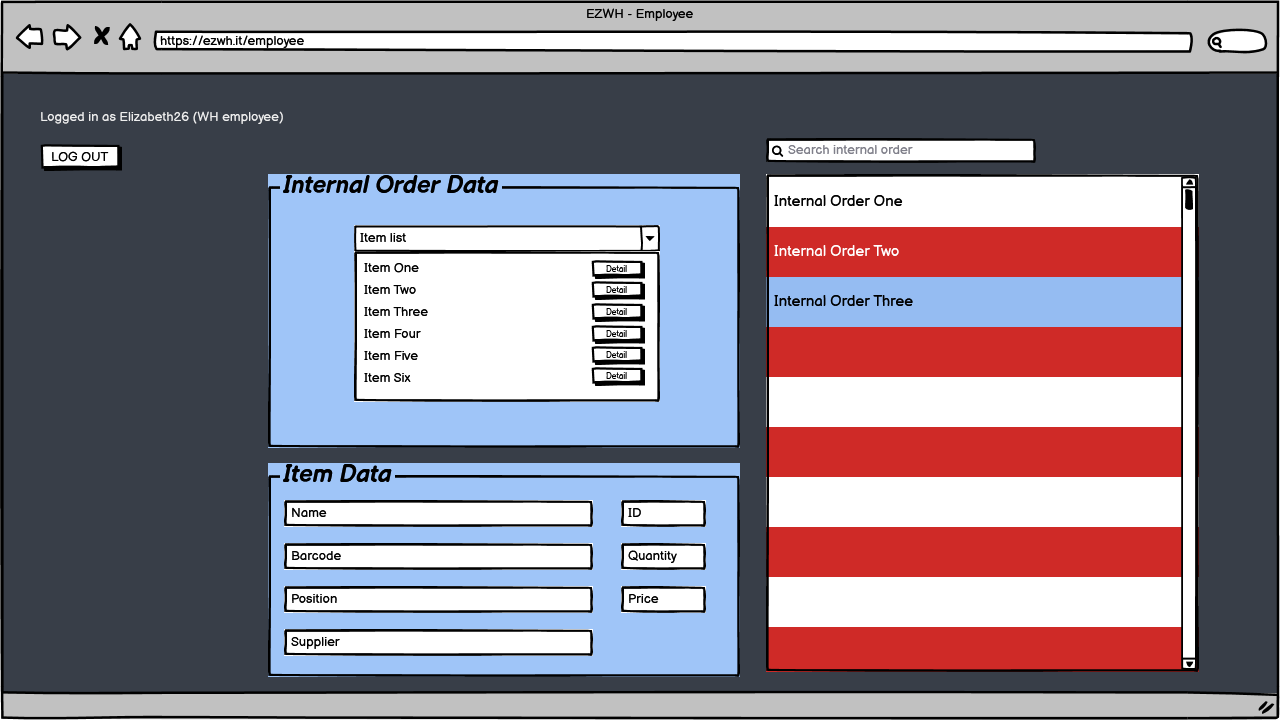 EZWH - Employee
https://ezwh.it/employee
Logged in as Elizabeth26 (WH employee)
LOG OUT
Search internal order
Internal Order Data
Item list
Item One Detail
Item Two Detail
Item Three Detail
Item Four Detail
Item Five Detail
Item Six Detail
Item Data
Name ID
Barcode Quantity
Position Price
Supplier
Internal Order One
Internal Order Two
Internal Order Three